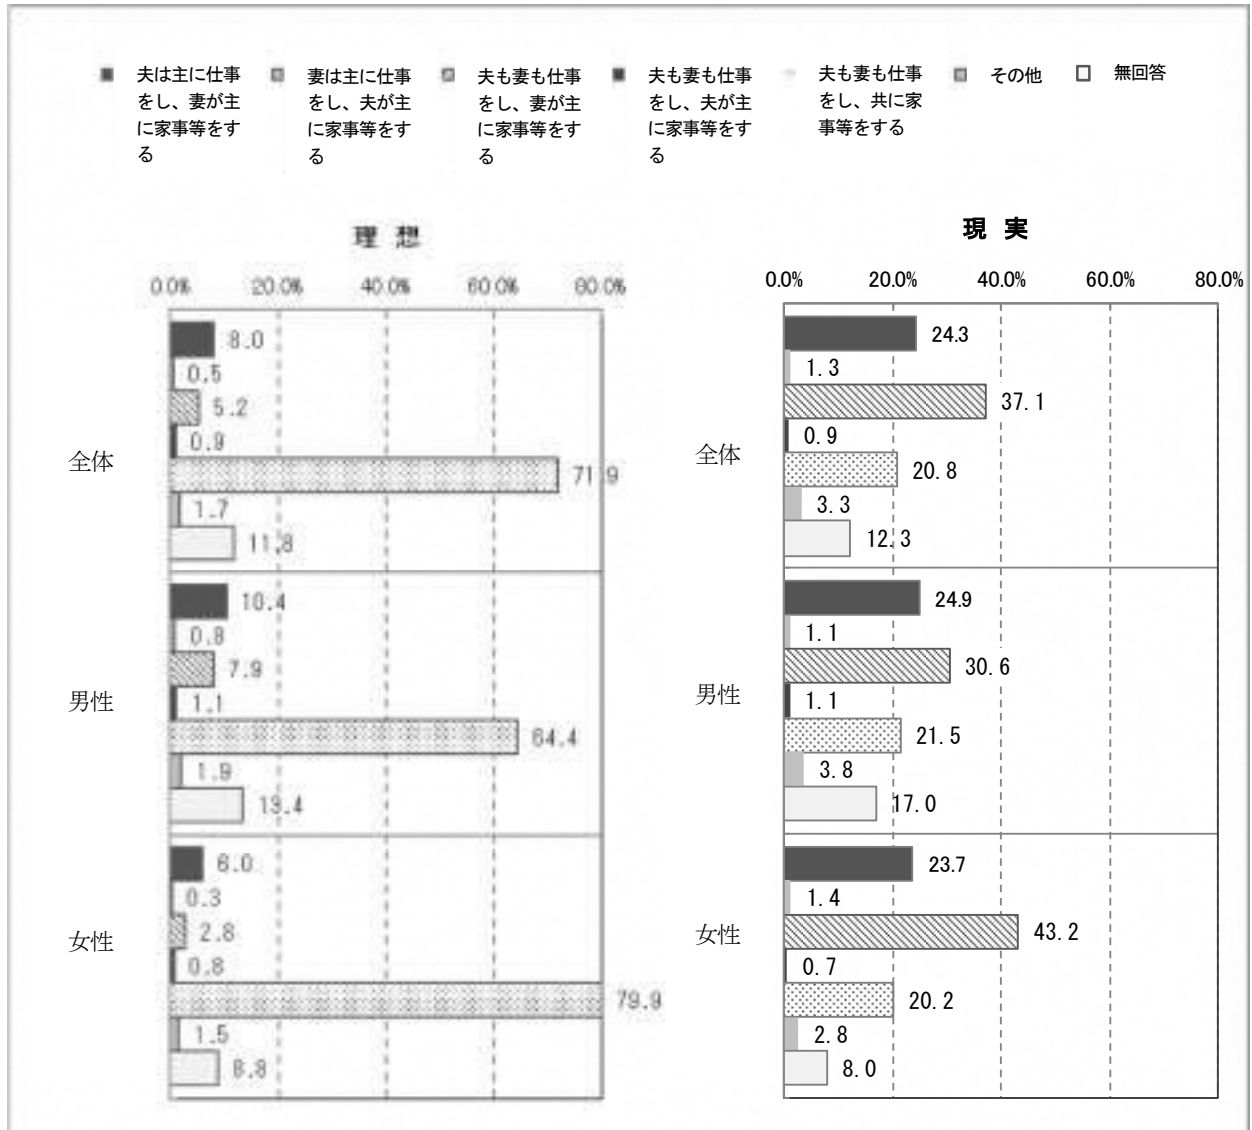 夫は主に仕事
をし、妻が主
に家事等をす
る
妻は主に仕事
をし、夫が主
に家事等をす
る
夫も妻も仕事
をし、妻が主
に家事等をす
る
夫も妻も仕事
をし、夫が主
に家事等をす
る
夫も妻も仕事
をし、共に家
事等をする
その他
無回答
理 想
0.0% 20.0% 40.0% 60.0% 80.0%
全体
8.0
0.5
5.2
0.9
71.9
1.7
11.8
男性
10.4
0.8
7.9
1.1
64.4
1.9
13.4
女性
6.0
0.3
2.8
0.8
79.9
1.5
8.8
現 実
0.0% 20.0% 40.0% 60.0% 80.0%
全体
24.3
1.3
37.1
0.9
20.8
3.3
12.3
男性
24.9
1.1
30.6
1.1
21.5
3.8
17.0
女性
23.7
1.4
43.2
0.7
20.2
2.8
8.0